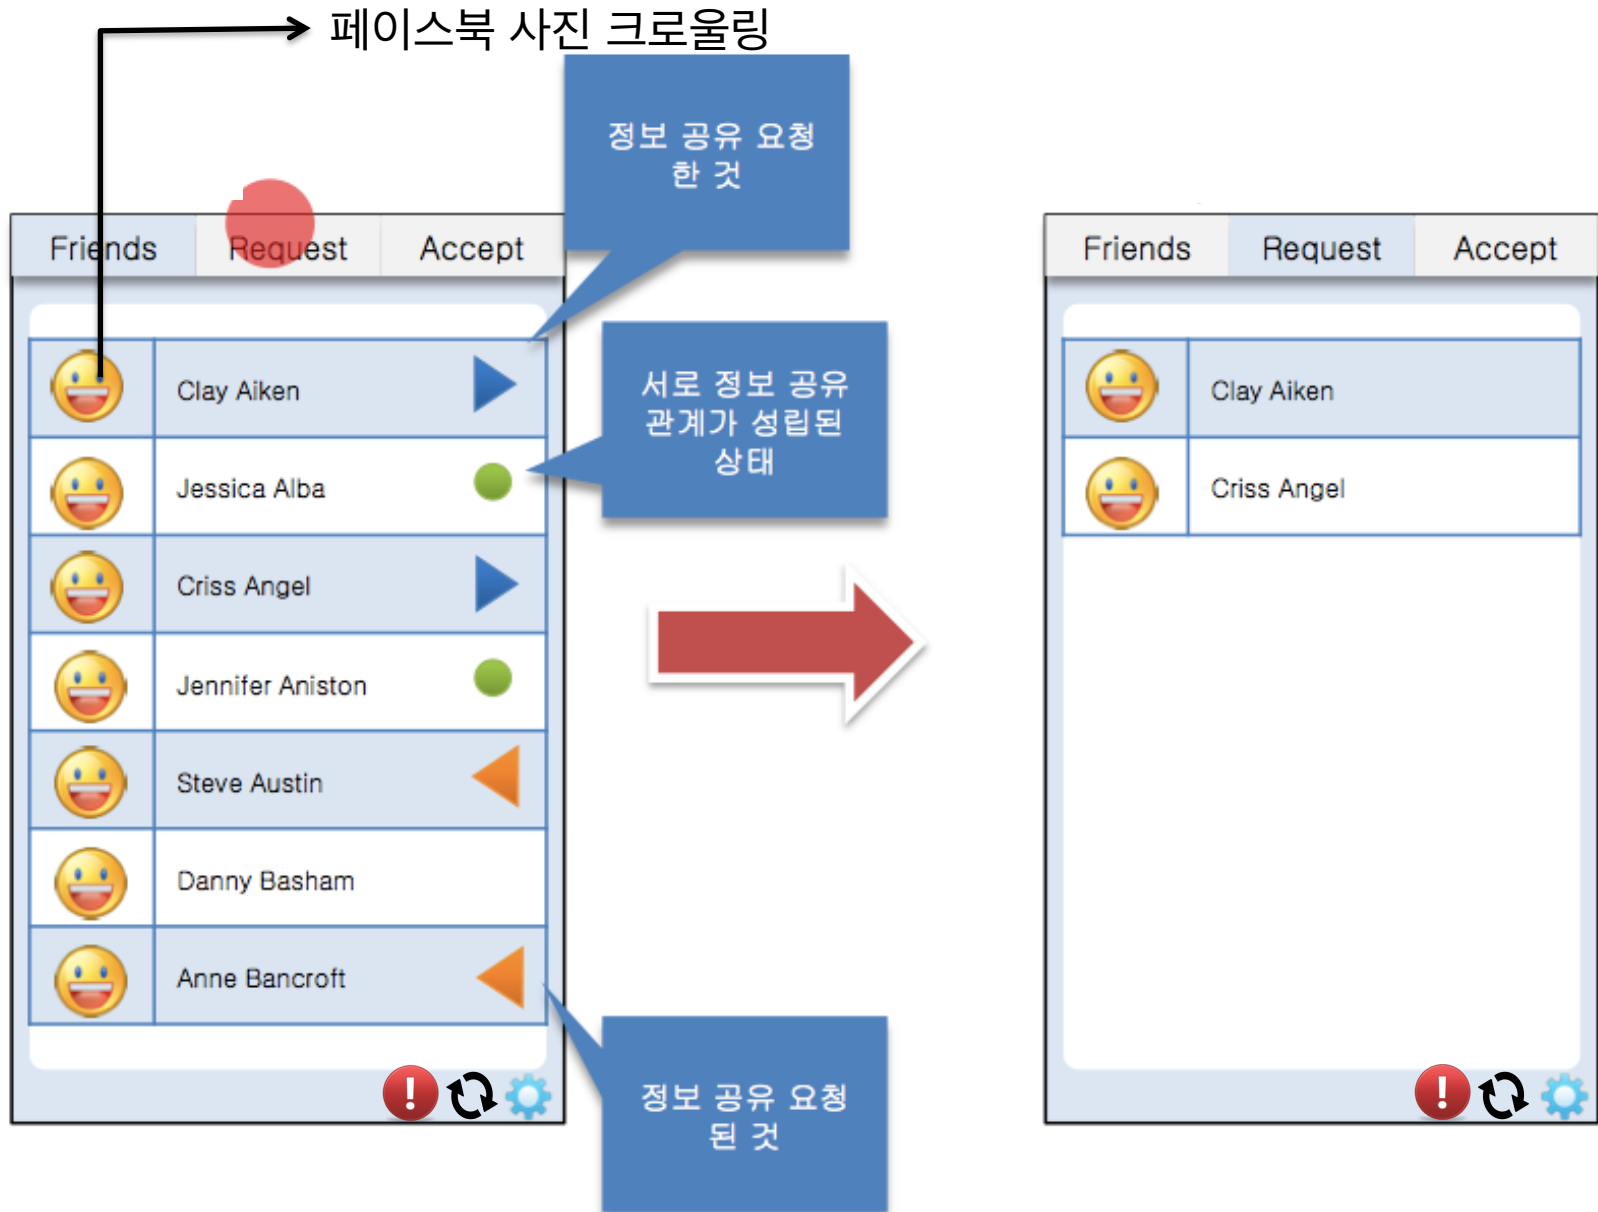 페이스북 사진 크로울링
정보 공유 요청
한 것
Friends
Request
Accept
Clay Aiken
Jessica Alba
Criss Angel
Jennifer Aniston
Steve Austin
Danny Basham
Anne Bancroft
서로 정보 공유
관계가 성립된
상태
정보 공유 요청
된 것
Friends
Request
Accept
Clay Aiken
Criss Angel